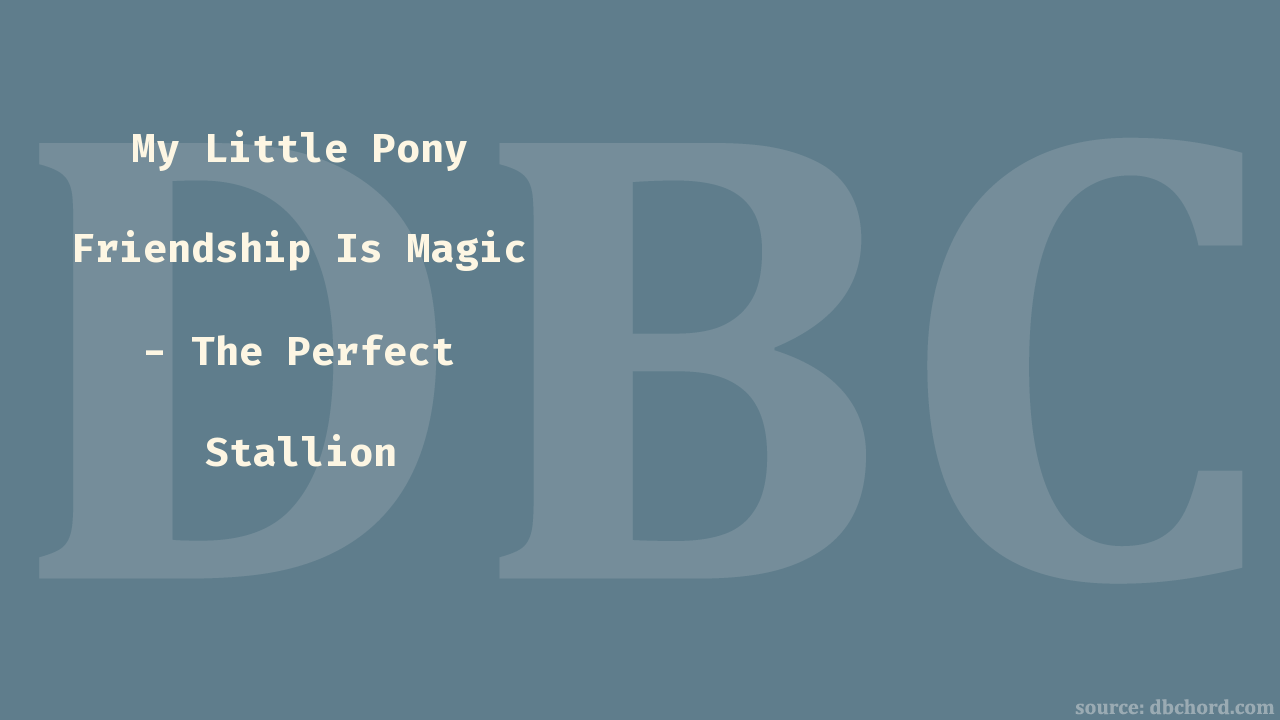 DBC
My Little Pony
Friendship Is Magic
– The Perfect
Stallion
source: dbchord.com